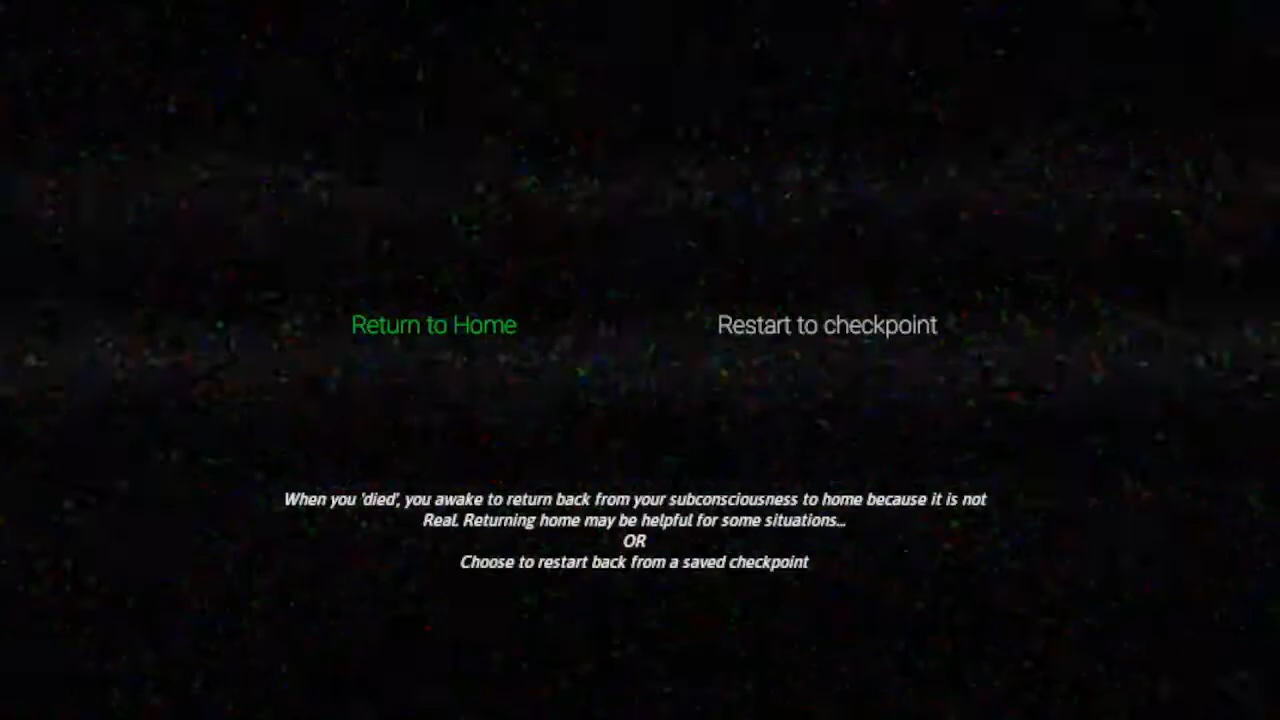 Return to Home
Restart to checkpoint
When you 'died', you awake to return back from your subconsciousness to home because it is not
Real. Returning home may be helpful for some situations...
OR
Choose to restart back from a saved checkpoint